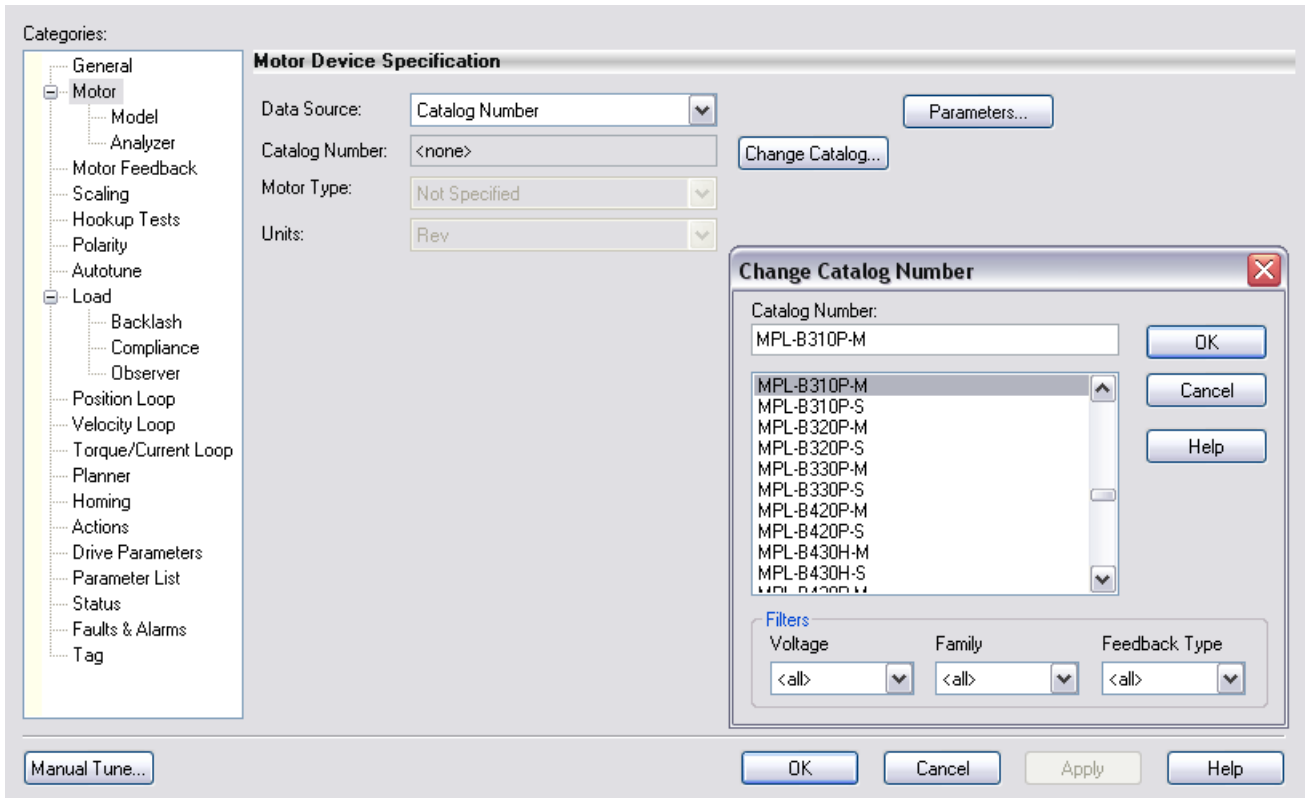 Categories:
General
Motor
Model
Analyzer
Motor Feedback
Scaling
Hookup Tests
Polarity
Autotune
Load
Backlash
Compliance
Observer
Position Loop
Velocity Loop
Torque/Current Loop
Planner
Homing
Actions
Drive Parameters
Parameter List
Status
Faults & Alarms
Tag
Motor Device Specification
Data Source: Catalog Number Parameters...
Catalog Number: <none> Change Catalog...
Motor Type: Not Specified
Units: Rev
Change Catalog Number
Catalog Number:
MPL-B310P-M OK
MPL-B310P-M Cancel
MPL-B310P-S
MPL-B320P-M
MPL-B320P-S Help
MPL-B330P-M
MPL-B330P-S
MPL-B420P-M
MPL-B420P-S
MPL-B430H-M
MPL-B430H-S
Filters
Voltage Family Feedback Type
<all> <all> <all>
Manual Tune... OK Cancel Apply Help